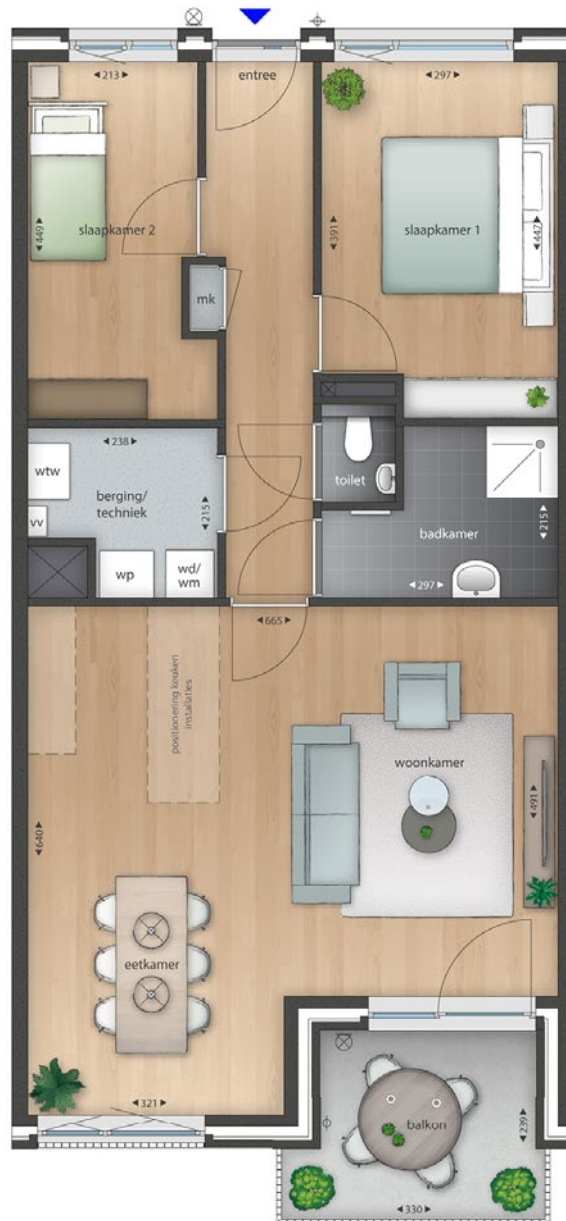 entree
213
297
slaapkamer 2
449
391
slaapkamer 1
447
mk
238
wtw
berging/
techniek
215
vv
wp
wd/
wm
toilet
badkamer
215
297
665
positionering keuken
installaties
woonkamer
491
640
eetkamer
321
balkon
239
330